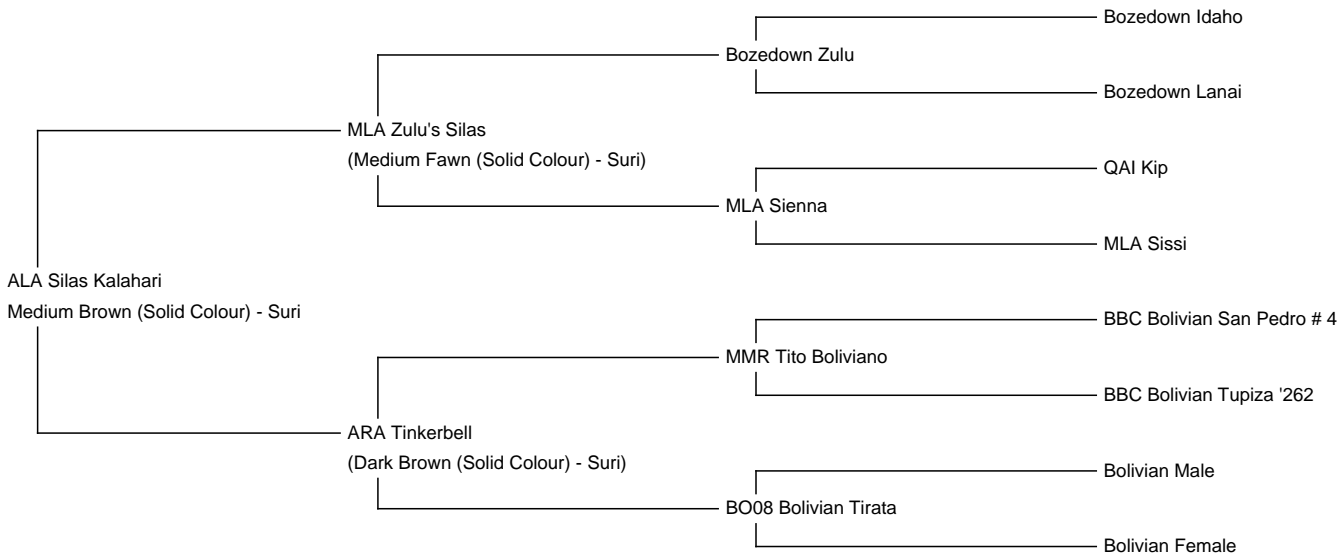 Bozedown Idaho
Bozedown Zulu
Bozedown Lanai
MLA Zulu's Silas
(Medium Fawn (Solid Colour) - Suri)
QAI Kip
MLA Sienna
MLA Sissi
ALA Silas Kalahari
Medium Brown (Solid Colour) - Suri
BBC Bolivian San Pedro # 4
MMR Tito Boliviano
BBC Bolivian Tupiza '262
ARA Tinkerbell
(Dark Brown (Solid Colour) - Suri)
Bolivian Male
BO08 Bolivian Tirata
Bolivian Female